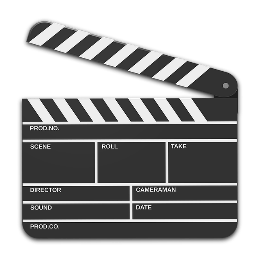 PROD.NO.
SCENE ROLL TAKE
DIRECTOR CAMERAMAN
SOUND DATE
PROD.CO.